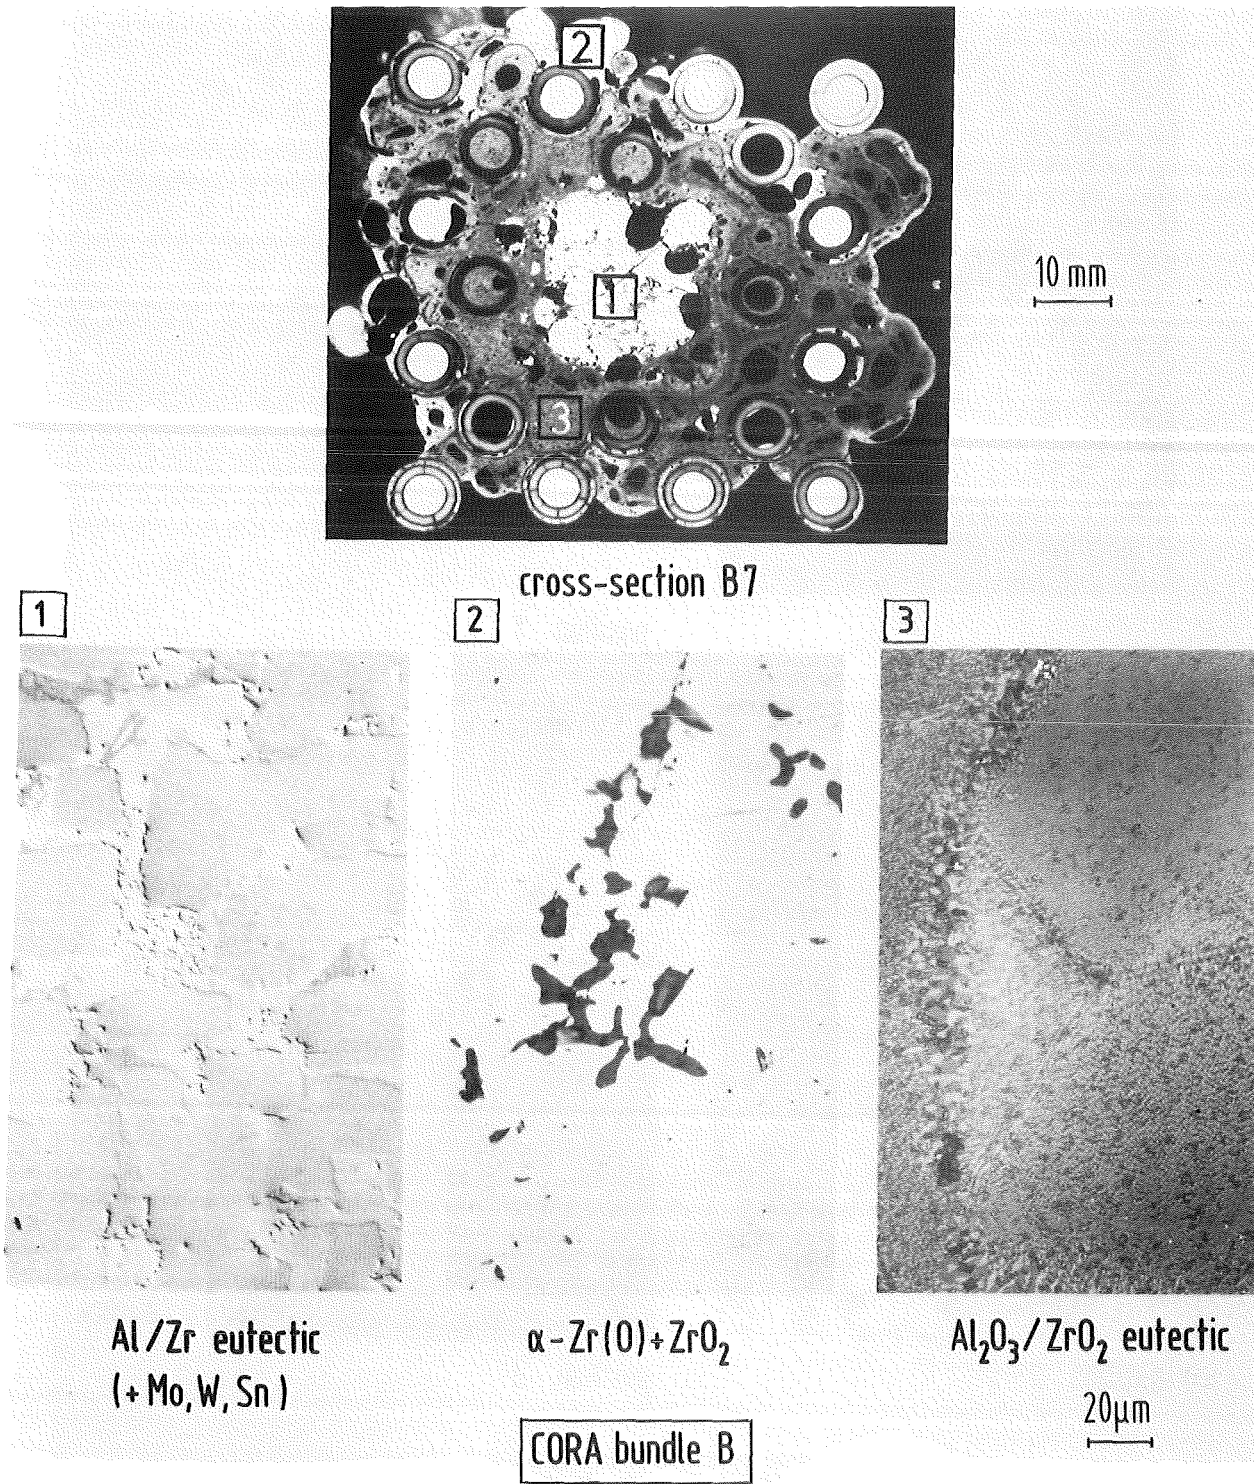 2
1
3
10 mm
cross-section B7
1
2
3
Al/Zr eutectic
(+ Mo, W, Sn)
α-Zr(O)+ZrO₂
Al₂O₃/ZrO₂ eutectic
20µm
CORA bundle B